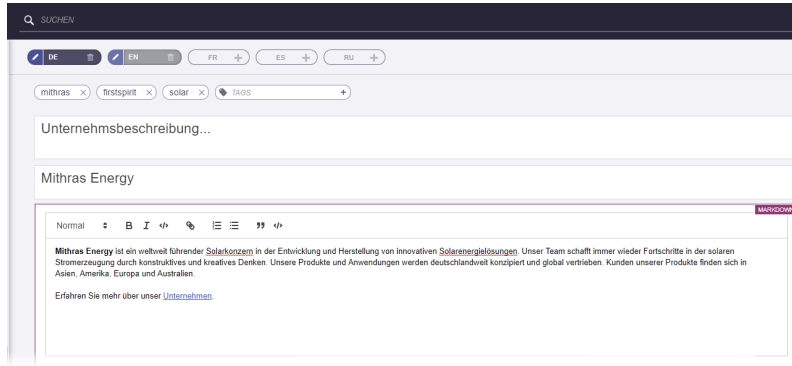 SUCHEN
DE EN FR ES RU
mithras firstspirit solar TAGS
Unternehmsbeschreibung...
Mithras Energy
MARKDOWN
Normal B I
Mithras Energy ist ein weltweit führender Solarkonzern in der Entwicklung und Herstellung von innovativen Solarenergielösungen. Unser Team schafft immer wieder Fortschritte in der solaren
Stromerzeugung durch konstruktives und kreatives Denken. Unsere Produkte und Anwendungen werden deutschlandweit konzipiert und global vertrieben. Kunden unserer Produkte finden sich in
Asien, Amerika, Europa und Australien.
Erfahren Sie mehr über unser Unternehmen.